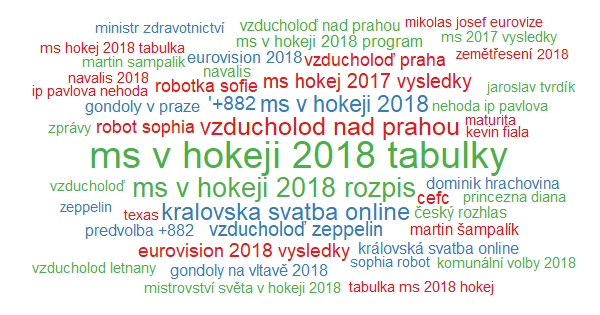 mikolas josef eurovize
ministr zdravotnictví
vzducholoď nad prahou
ms v hokeji 2018 program
ms 2017 vysledky
ms hokej 2018 tabulka
martin sampalik
eurovision 2018
vzducholoď praha
zemětřesení 2018
navalis
navalis 2018
robotka sofie
ms hokej 2017 vysledky
jaroslav tvrdík
ip pavlova nehoda
gondoly v praze
'+882
ms v hokeji 2018
nehoda ip pavlova
zprávy
robot sophia
vzducholod nad prahou
maturita
kevin fiala
ms v hokeji 2018 tabulky
vzducholoď
ms v hokeji 2018 rozpis
dominik hrachovina
cefc
princezna diana
zeppelin
texas
kralovska svatba online
český rozhlas
predvolba +882
vzducholoď zeppelin
martin šampalík
eurovision 2018 vysledky
královská svatba online
vzducholod letnany
gondoly na vltavě 2018
sophia robot
komunální volby 2018
mistrovství světa v hokeji 2018
tabulka ms 2018 hokej